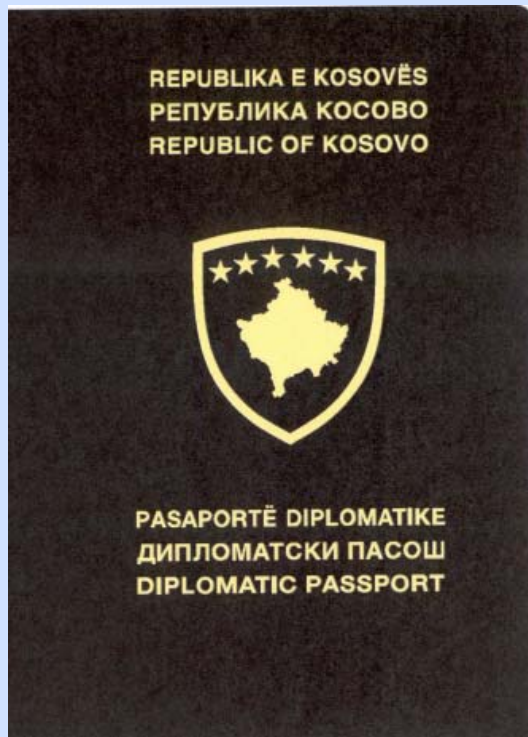 REPUBLIKA E KOSOVËS
РЕПУБЛИКА КОСОВО
REPUBLIC OF KOSOVO
PASAPORTË DIPLOMATIKE
ДИПЛОМАТСКИ ПАСОШ
DIPLOMATIC PASSPORT